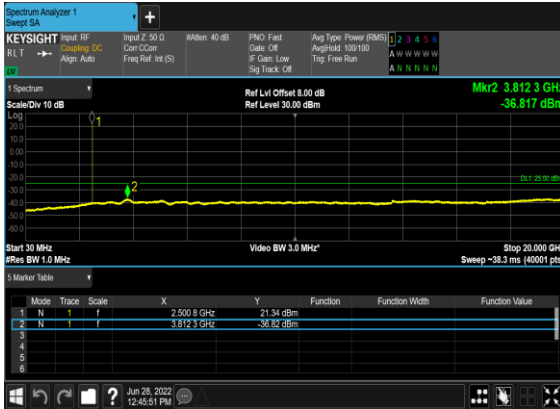 Spectrum Analyzer 1
Swept SA
KEYSIGHT
RLT
Input: RF
Coupling: DC
Align: Auto
Input Z: 50 Ω
Corr CCorr
Freq Ref: Int (S)
#Atten: 40 dB
PNO: Fast
Gate: Off
IF Gain: Low
Sig Track: Off
Avg Type: Power (RMS)
Avg|Hold: 100/100
Trig: Free Run
1 2 3 4 5 6
A W W W W W
A N N N N N
1 Spectrum
Scale/Div 10 dB
Ref Lvl Offset 8.00 dB
Ref Level 30.00 dBm
Mkr2 3.812 3 GHz
-36.817 dBm
Log
20.0
10.0
0.00
-10.0
-20.0
-30.0
-40.0
-50.0
-60.0
1
2
DL1 -25.00 dBm
Start 30 MHz
#Res BW 1.0 MHz
Video BW 3.0 MHz*
Stop 20.000 GHz
Sweep ~38.3 ms (40001 pts)
5 Marker Table
Mode Trace Scale X Y Function Function Width Function Value
1 N 1 f 2.500 8 GHz 21.34 dBm
2 N 1 f 3.812 3 GHz -36.82 dBm
3
4
5
6
?
Jun 28, 2022
12:45:51 PM